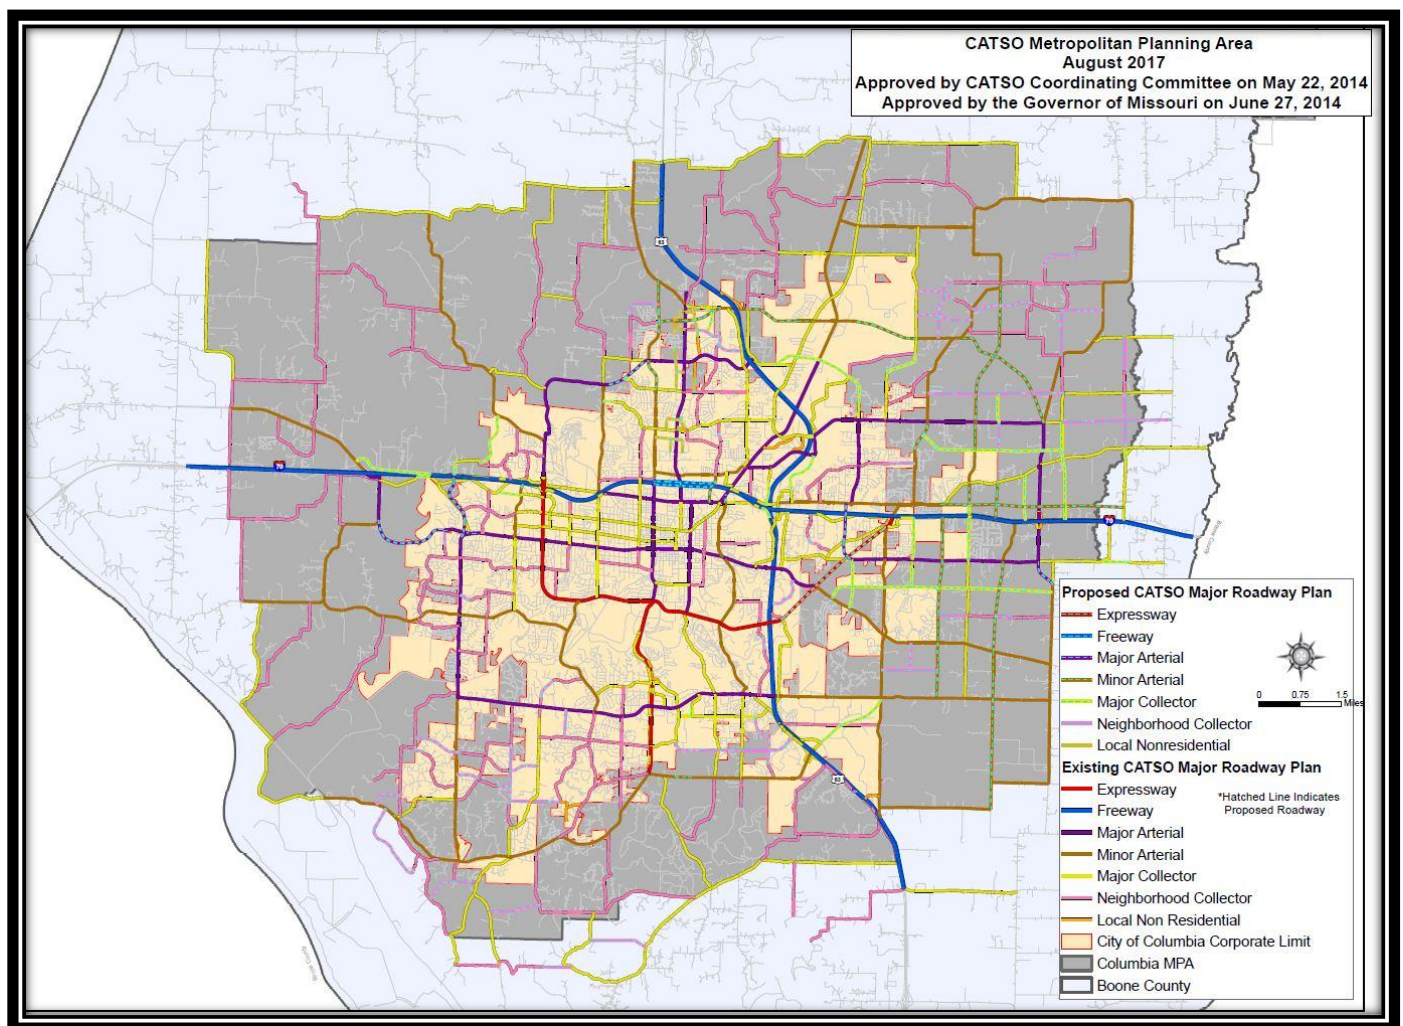 CATSO Metropolitan Planning Area
August 2017
Approved by CATSO Coordinating Committee on May 22, 2014
Approved by the Governor of Missouri on June 27, 2014
63
70
70
63
Proposed CATSO Major Roadway Plan
Expressway
Freeway
Major Arterial
Minor Arterial
Major Collector
Neighborhood Collector
Local Nonresidential
0 0.75 1.5
Miles
Existing CATSO Major Roadway Plan
Expressway
Freeway
*Hatched Line Indicates
Proposed Roadway
Major Arterial
Minor Arterial
Major Collector
Neighborhood Collector
Local Non Residential
City of Columbia Corporate Limit
Columbia MPA
Boone County